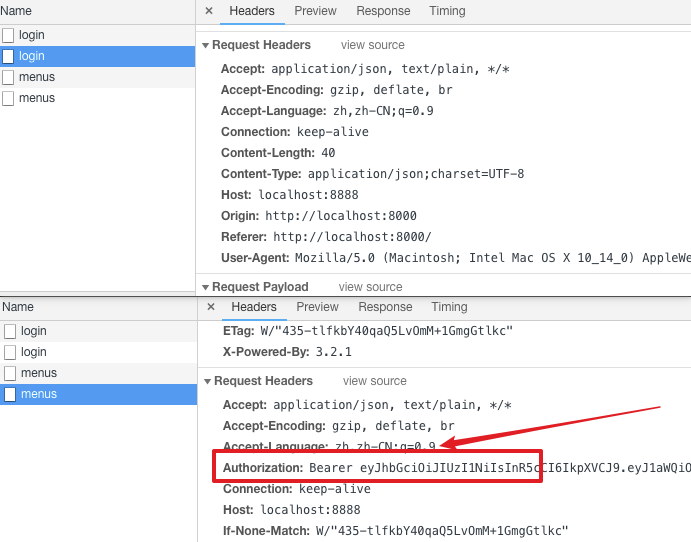 Name
× Headers Preview Response Timing
login
login
menus
menus
Request Headers view source
Accept: application/json, text/plain, */*
Accept-Encoding: gzip, deflate, br
Accept-Language: zh,zh-CN;q=0.9
Connection: keep-alive
Content-Length: 40
Content-Type: application/json;charset=UTF-8
Host: localhost:8888
Origin: http://localhost:8000
Referer: http://localhost:8000/
User-Agent: Mozilla/5.0 (Macintosh; Intel Mac OS X 10_14_0) AppleWe
Request Payload view source
Name
× Headers Preview Response Timing
login
login
menus
menus
ETag: W/"435-tlfkbY40qaQ5LvOmM+1GmgGtlkc"
X-Powered-By: 3.2.1
Request Headers view source
Accept: application/json, text/plain, */*
Accept-Encoding: gzip, deflate, br
Accept-Language: zh,zh-CN;q=0.9
Authorization: Bearer eyJhbGciOiJIUzI1NiIsInR5cCI6IkpXVCJ9.eyJ1aWQiO
Connection: keep-alive
Host: localhost:8888
If-None-Match: W/"435-tlfkbY40qaQ5LvOmM+1GmgGtlkc"